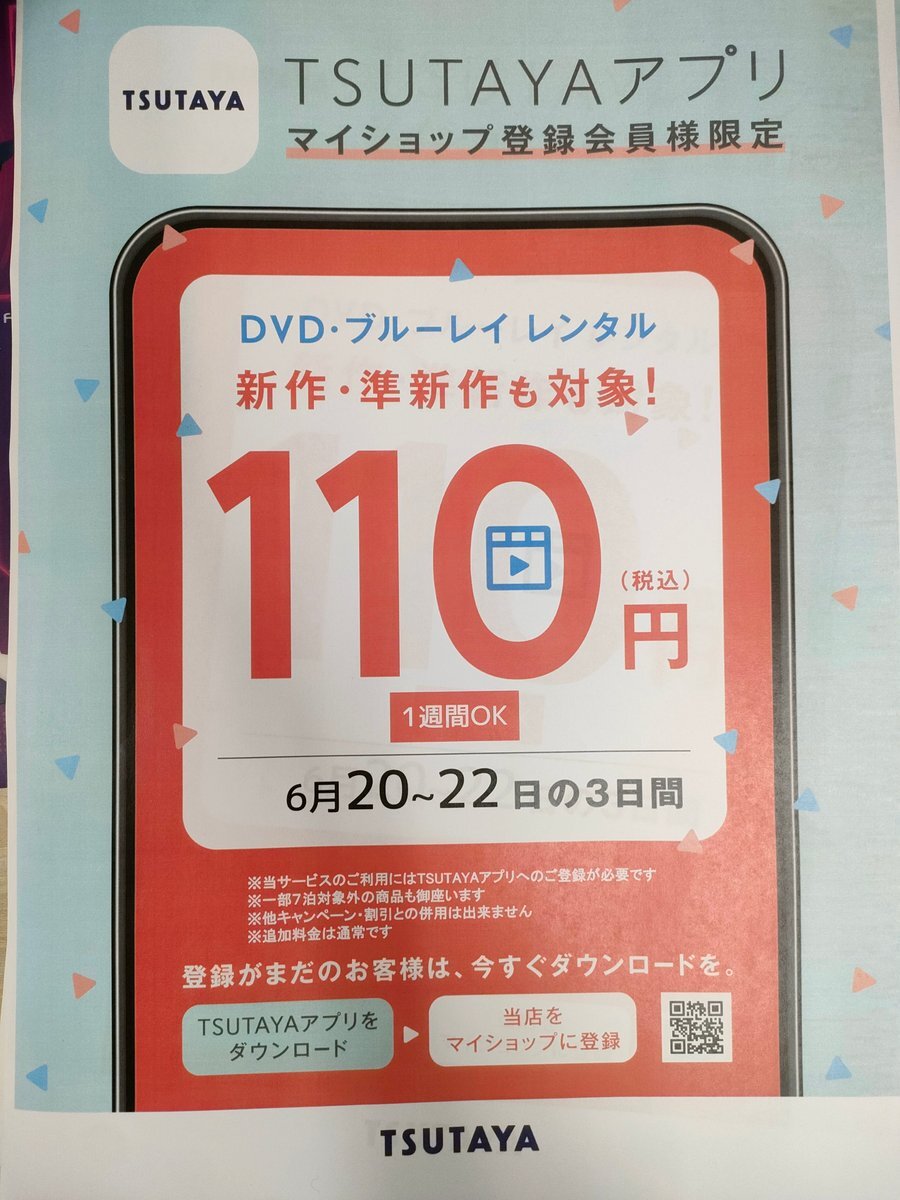 TSUTAYA
TSUTAYAアプリ
マイショップ登録会員様限定
DVD・ブルーレイ レンタル
新作・準新作も対象!
110円(税込)
1週間OK
6月20~22日の3日間
※当サービスのご利用にはTSUTAYAアプリへのご登録が必要です
※一部7泊対象外の商品も御座います
※他キャンペーン・割引との併用は出来ません
※追加料金は通常です
登録がまだのお客様は、今すぐダウンロードを。
TSUTAYAアプリを
ダウンロード
当店を
マイショップに登録
TSUTAYA